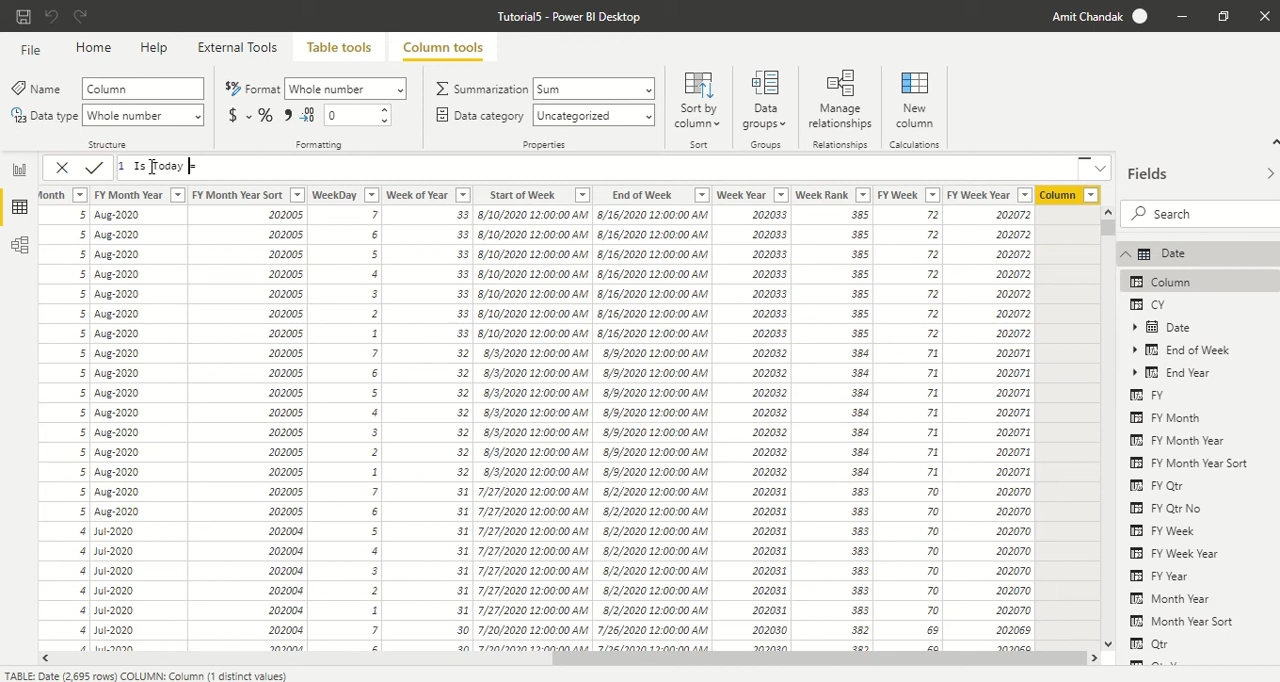 Tutorial5 - Power BI Desktop
Amit Chandak
File Home Help External Tools Table tools Column tools
Name Column
Data type Whole number
Structure
Format Whole number
$ % 0
Formatting
Summarization Sum
Data category Uncategorized
Properties
Sort by column
Sort
Data groups
Groups
Manage relationships
Relationships
New column
Calculations
1 Is Today =
Month FY Month Year FY Month Year Sort WeekDay Week of Year Start of Week End of Week Week Year Week Rank FY Week FY Week Year Column
5 Aug-2020 202005 7 33 8/10/2020 12:00:00 AM 8/16/2020 12:00:00 AM 202033 385 72 202072
5 Aug-2020 202005 6 33 8/10/2020 12:00:00 AM 8/16/2020 12:00:00 AM 202033 385 72 202072
5 Aug-2020 202005 5 33 8/10/2020 12:00:00 AM 8/16/2020 12:00:00 AM 202033 385 72 202072
5 Aug-2020 202005 4 33 8/10/2020 12:00:00 AM 8/16/2020 12:00:00 AM 202033 385 72 202072
5 Aug-2020 202005 3 33 8/10/2020 12:00:00 AM 8/16/2020 12:00:00 AM 202033 385 72 202072
5 Aug-2020 202005 2 33 8/10/2020 12:00:00 AM 8/16/2020 12:00:00 AM 202033 385 72 202072
5 Aug-2020 202005 1 33 8/10/2020 12:00:00 AM 8/16/2020 12:00:00 AM 202033 385 72 202072
5 Aug-2020 202005 7 32 8/3/2020 12:00:00 AM 8/9/2020 12:00:00 AM 202032 384 71 202071
5 Aug-2020 202005 6 32 8/3/2020 12:00:00 AM 8/9/2020 12:00:00 AM 202032 384 71 202071
5 Aug-2020 202005 5 32 8/3/2020 12:00:00 AM 8/9/2020 12:00:00 AM 202032 384 71 202071
5 Aug-2020 202005 4 32 8/3/2020 12:00:00 AM 8/9/2020 12:00:00 AM 202032 384 71 202071
5 Aug-2020 202005 3 32 8/3/2020 12:00:00 AM 8/9/2020 12:00:00 AM 202032 384 71 202071
5 Aug-2020 202005 2 32 8/3/2020 12:00:00 AM 8/9/2020 12:00:00 AM 202032 384 71 202071
5 Aug-2020 202005 1 32 8/3/2020 12:00:00 AM 8/9/2020 12:00:00 AM 202032 384 71 202071
5 Aug-2020 202005 7 31 7/27/2020 12:00:00 AM 8/2/2020 12:00:00 AM 202031 383 70 202070
5 Aug-2020 202005 6 31 7/27/2020 12:00:00 AM 8/2/2020 12:00:00 AM 202031 383 70 202070
4 Jul-2020 202004 5 31 7/27/2020 12:00:00 AM 8/2/2020 12:00:00 AM 202031 383 70 202070
4 Jul-2020 202004 4 31 7/27/2020 12:00:00 AM 8/2/2020 12:00:00 AM 202031 383 70 202070
4 Jul-2020 202004 3 31 7/27/2020 12:00:00 AM 8/2/2020 12:00:00 AM 202031 383 70 202070
4 Jul-2020 202004 2 31 7/27/2020 12:00:00 AM 8/2/2020 12:00:00 AM 202031 383 70 202070
4 Jul-2020 202004 1 31 7/27/2020 12:00:00 AM 8/2/2020 12:00:00 AM 202031 383 70 202070
4 Jul-2020 202004 7 30 7/20/2020 12:00:00 AM 7/26/2020 12:00:00 AM 202030 382 69 202069
Fields
Search
Date
Column
CY
Date
End of Week
End Year
FY
FY Month
FY Month Year
FY Month Year Sort
FY Qtr
FY Qtr No
FY Week
FY Week Year
FY Year
Month Year
Month Year Sort
Qtr
TABLE: Date (2,695 rows) COLUMN: Column (1 distinct values)